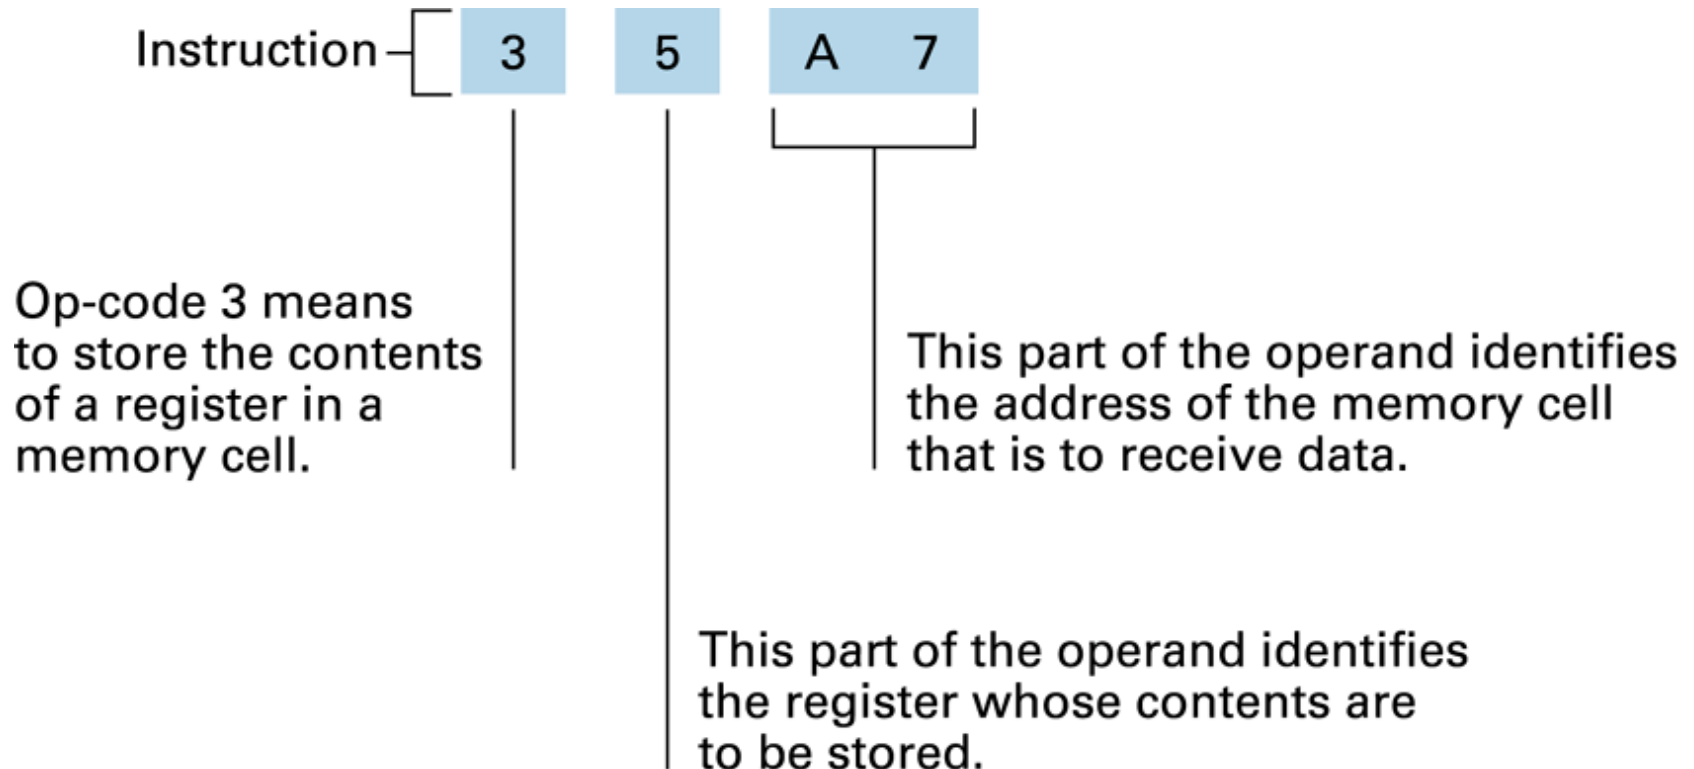 Instruction 3 5 A 7
Op-code 3 means
to store the contents
of a register in a
memory cell.
This part of the operand identifies
the address of the memory cell
that is to receive data.
This part of the operand identifies
the register whose contents are
to be stored.